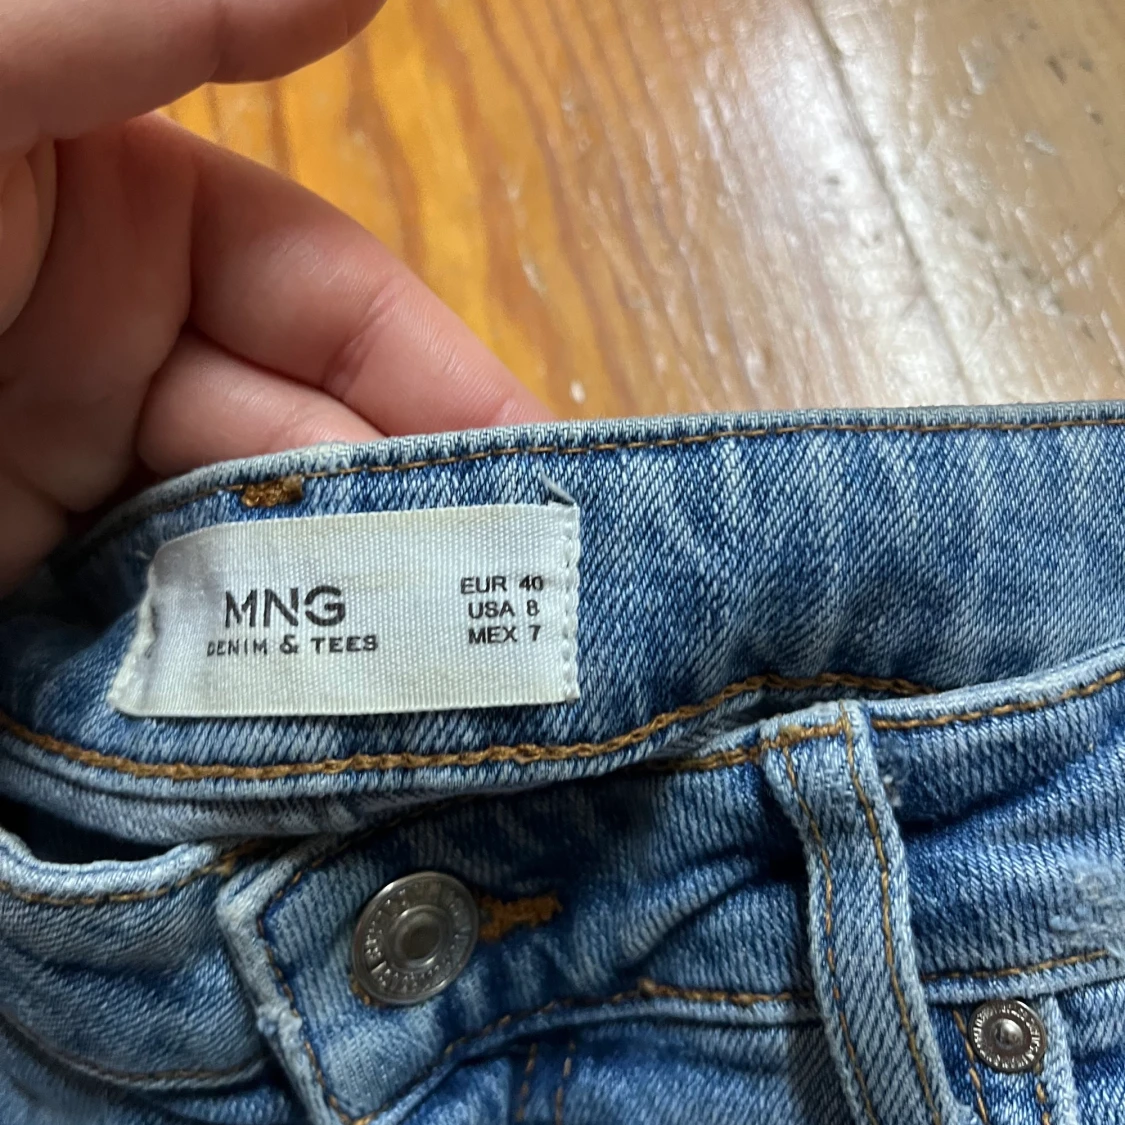 MNG
DENIM & TEES
EUR 40
USA 8
MEX 7